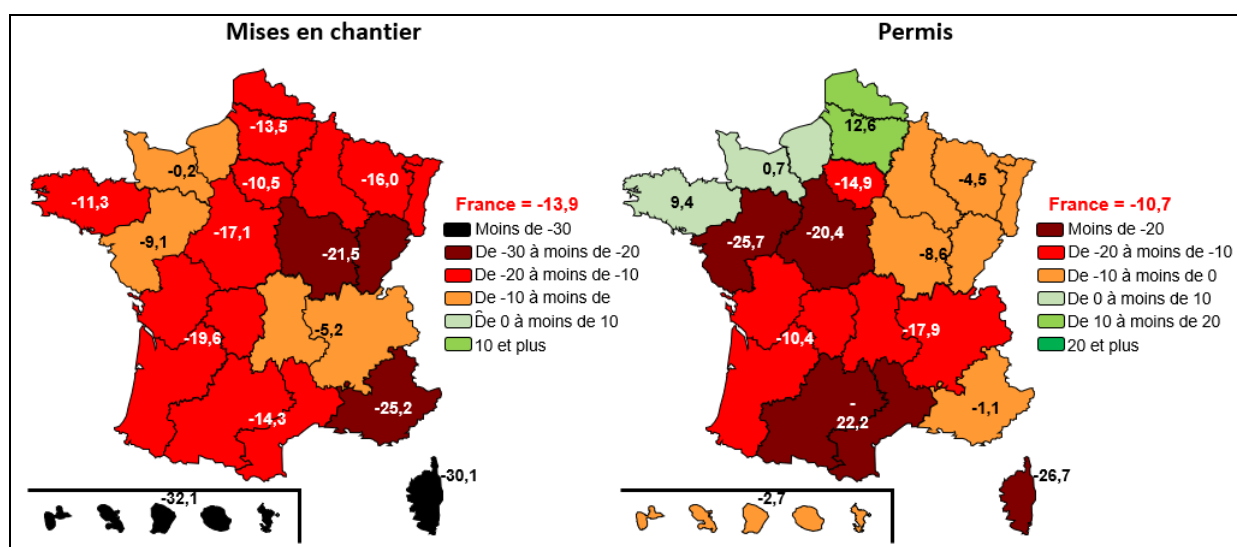 Mises en chantier
-13,5
-0,2
-10,5
-16,0
-11,3
-9,1
-17,1
-21,5
-5,2
-19,6
-14,3
-25,2
-30,1
-32,1
France = -13,9
Moins de -30
De -30 à moins de -20
De -20 à moins de -10
De -10 à moins de
0
De 0 à moins de 10
10 et plus
Permis
12,6
0,7
-14,9
-4,5
9,4
-25,7
-20,4
-8,6
-10,4
-17,9
-
22,2
-1,1
-26,7
-2,7
France = -10,7
Moins de -20
De -20 à moins de -10
De -10 à moins de 0
De 0 à moins de 10
De 10 à moins de 20
20 et plus